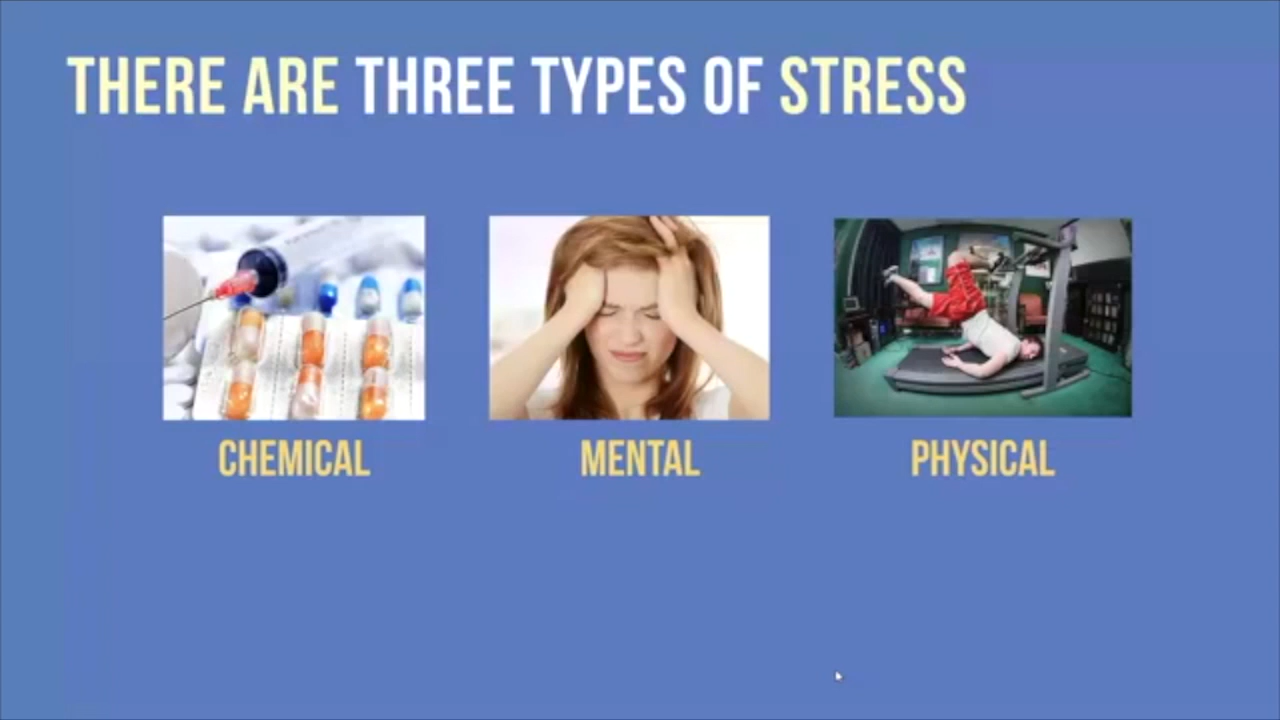 THERE ARE THREE TYPES OF STRESS
CHEMICAL
MENTAL
PHYSICAL